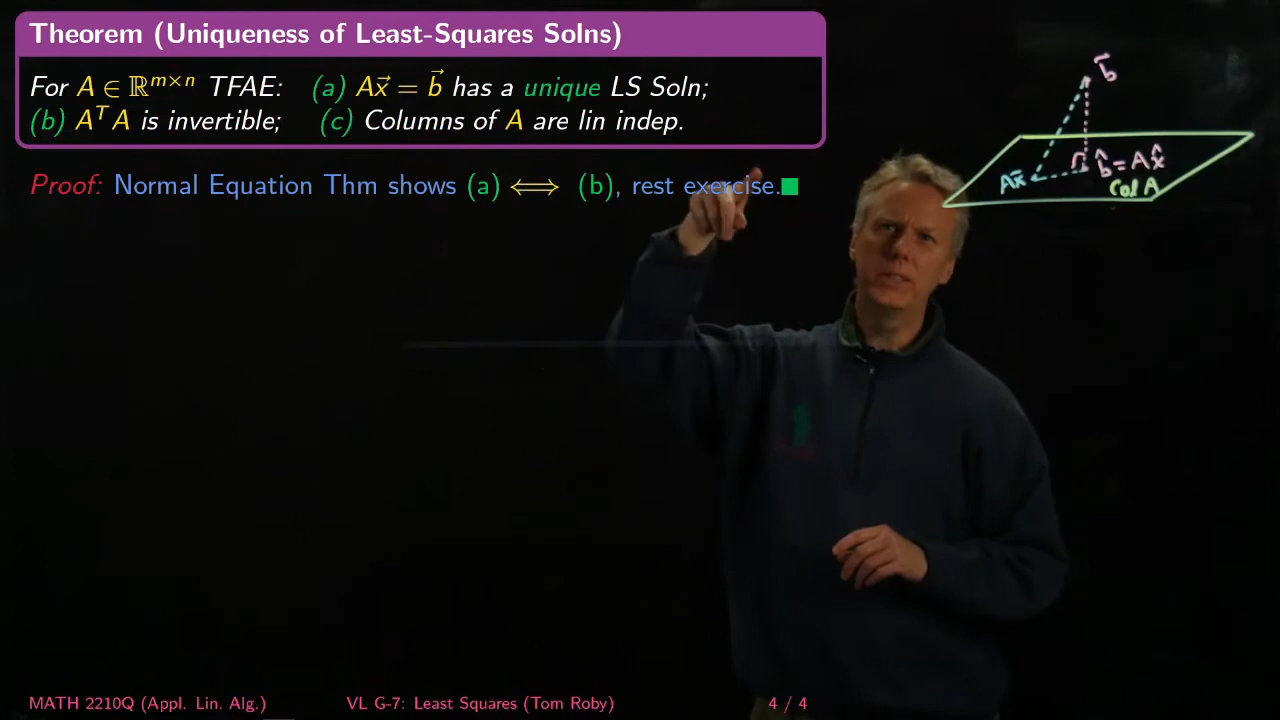 Theorem (Uniqueness of Least-Squares Solns)
For A ∈ ℝ^{m×n} TFAE: (a) Ax⃗ = b⃗ has a unique LS Soln;
(b) A^T A is invertible; (c) Columns of A are lin indep.
Proof: Normal Equation Thm shows (a) ⟺ (b), rest exercise.■
b⃗
b̂ = Ax̂
Ax⃗
Col A
MATH 2210Q (Appl. Lin. Alg.) VL G-7: Least Squares (Tom Roby) 4 / 4